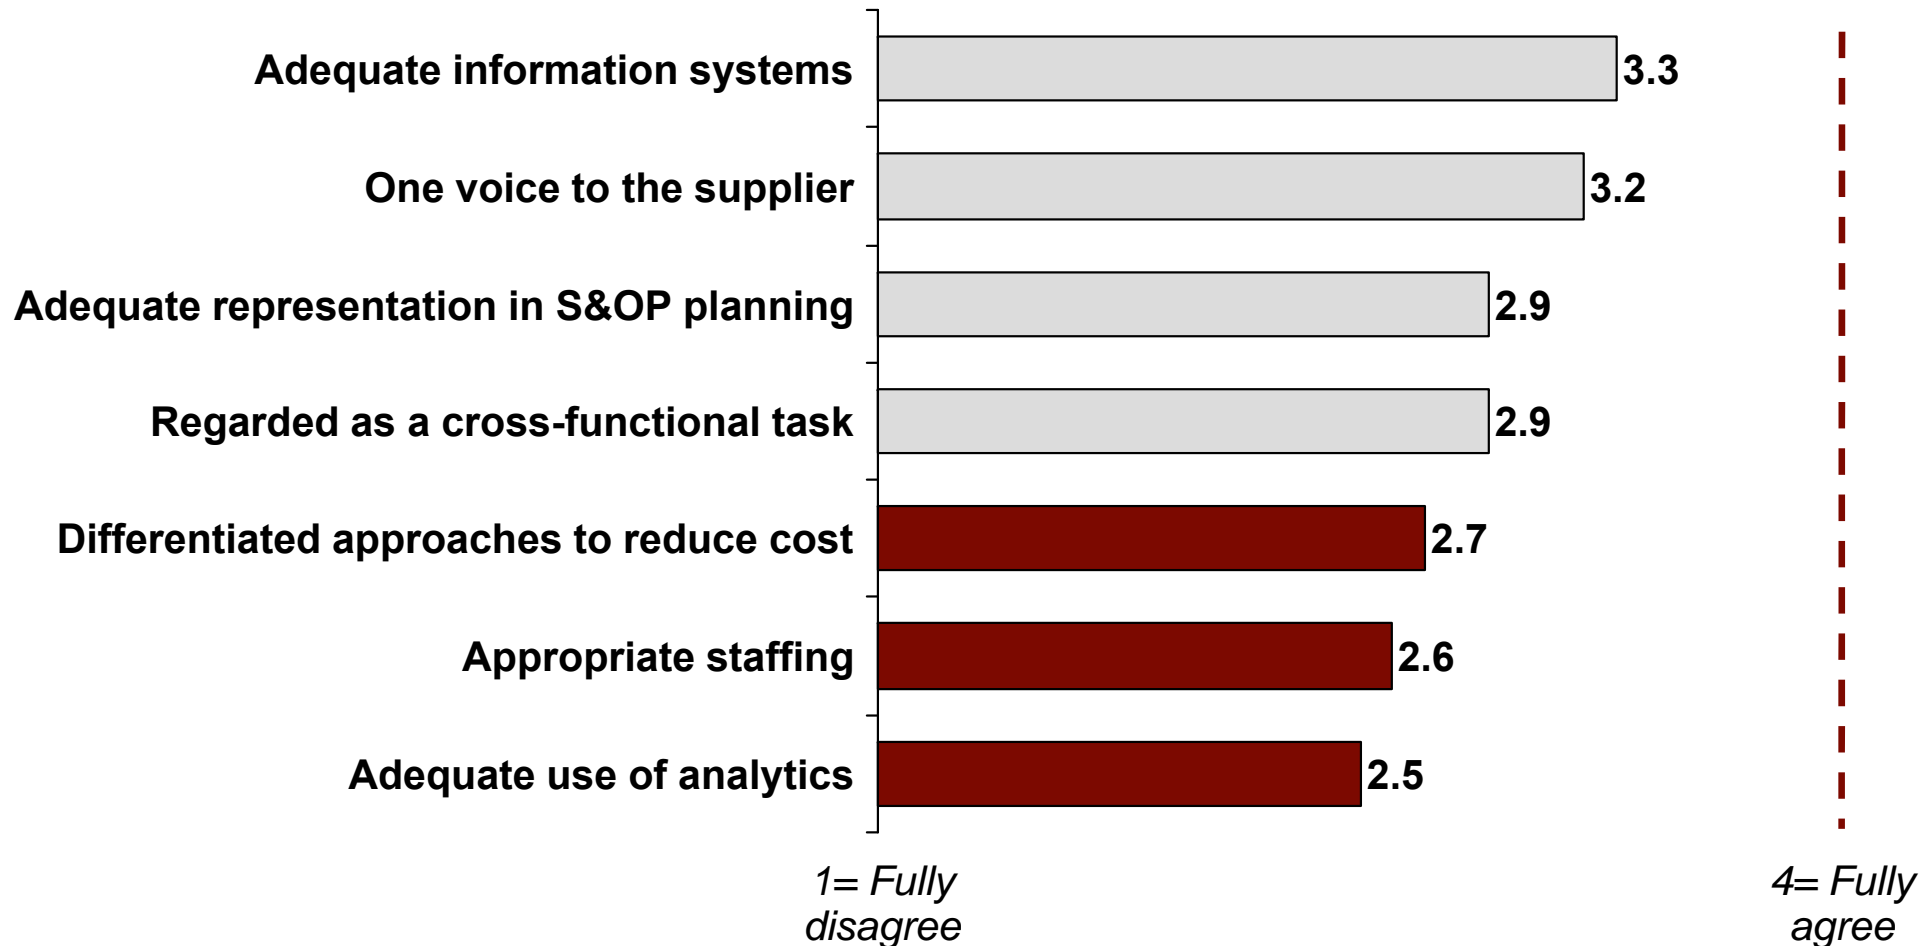 Adequate information systems 3.3
One voice to the supplier 3.2
Adequate representation in S&OP planning 2.9
Regarded as a cross-functional task 2.9
Differentiated approaches to reduce cost 2.7
Appropriate staffing 2.6
Adequate use of analytics 2.5
1= Fully
disagree
4= Fully
agree